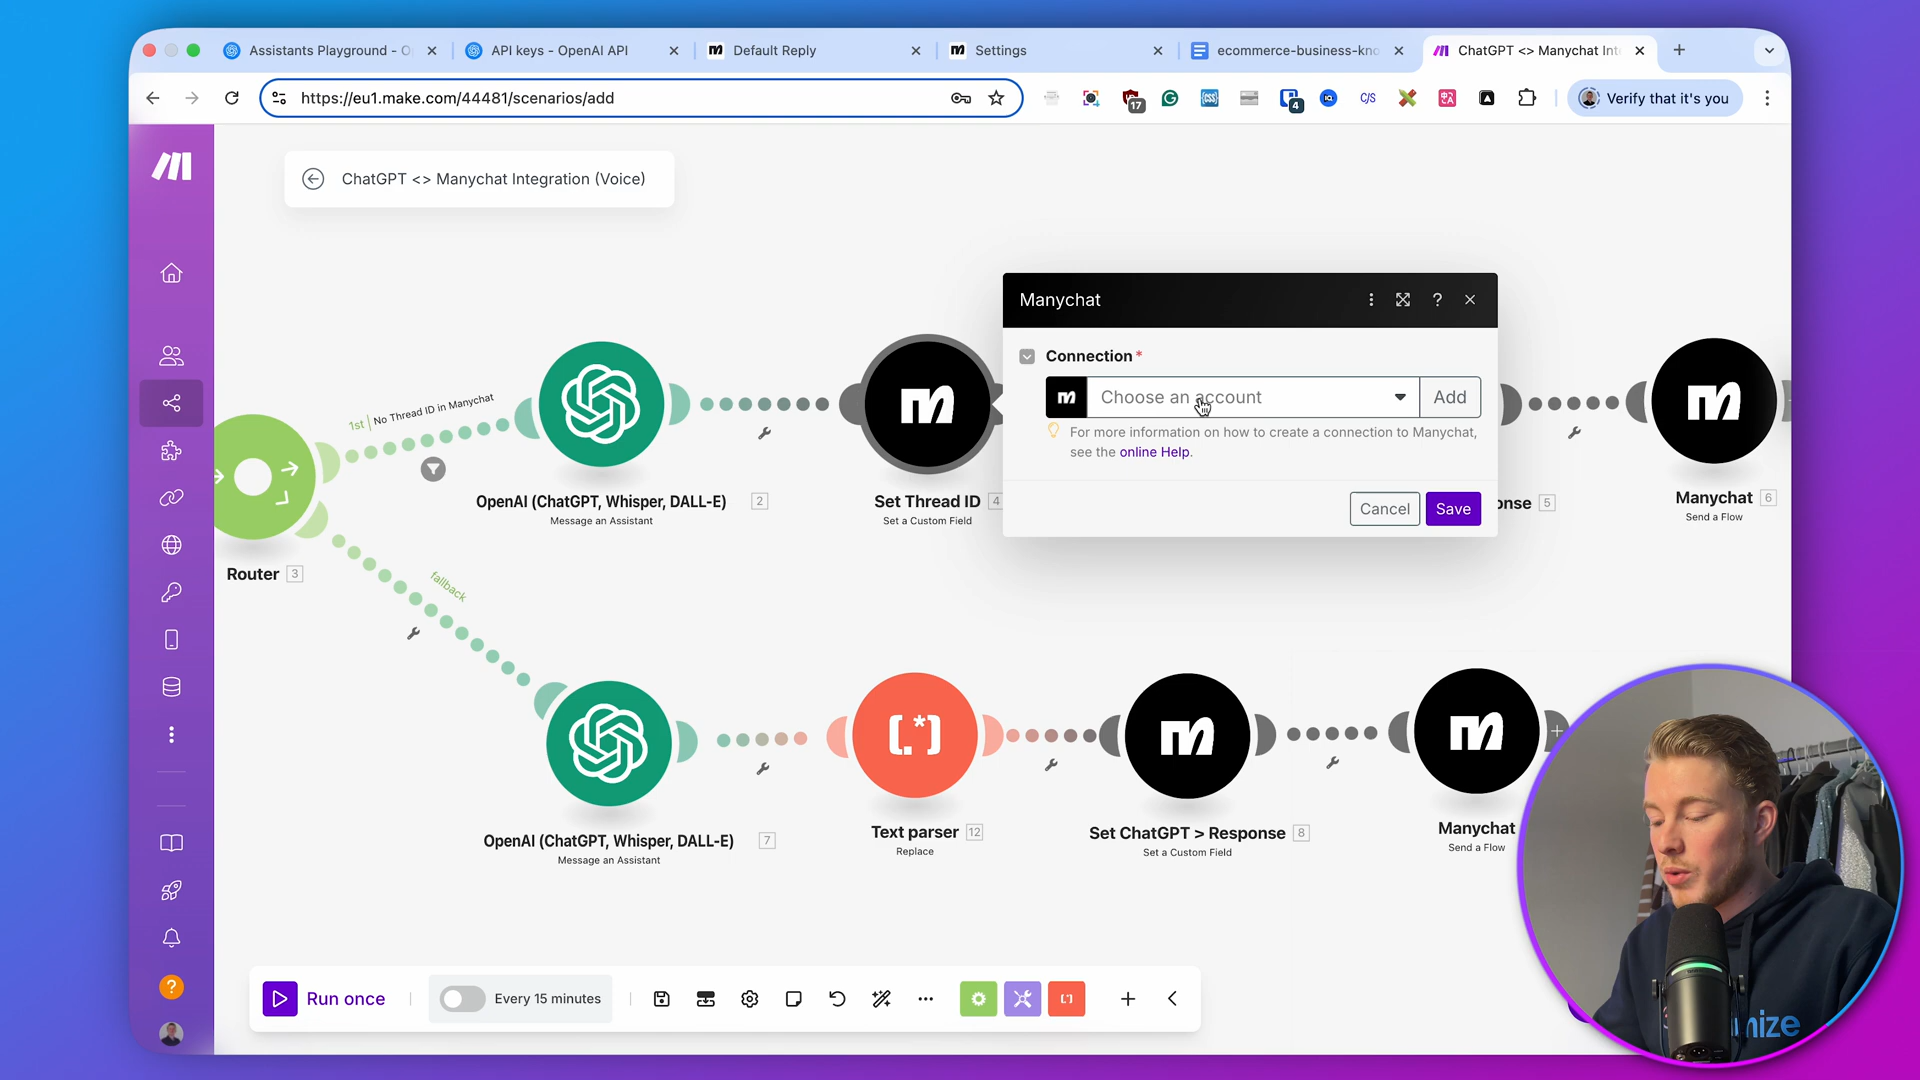 Assistants Playground - O
API keys - OpenAI API
Default Reply
Settings
ecommerce-business-kno
ChatGPT <> Manychat Int
https://eu1.make.com/44481/scenarios/add
17
4
C/S
Verify that it's you
ChatGPT <> Manychat Integration (Voice)
Manychat
Connection *
Choose an account
Add
For more information on how to create a connection to Manychat,
see the online Help.
Cancel
Save
1st | No Thread ID in Manychat
OpenAI (ChatGPT, Whisper, DALL-E) 2
Message an Assistant
Set Thread ID 4
Set a Custom Field
onse 5
Manychat 6
Send a Flow
Router 3
fallback
OpenAI (ChatGPT, Whisper, DALL-E) 7
Message an Assistant
Text parser 12
Replace
Set ChatGPT > Response 8
Set a Custom Field
Manychat
Send a Flow
Run once
Every 15 minutes